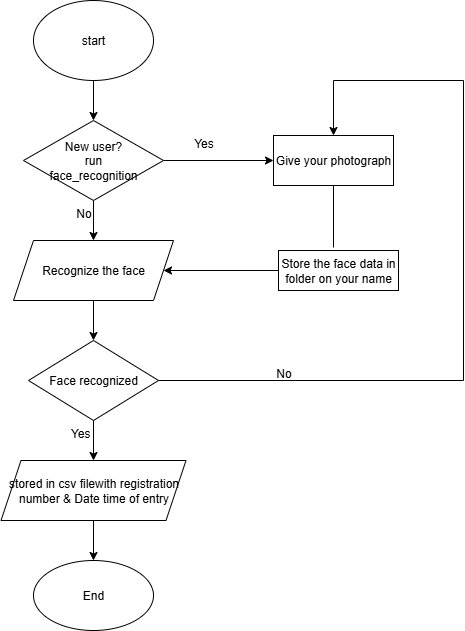 start
New user?
run
face_recognition
Yes
Give your photograph
No
Recognize the face
Store the face data in
folder on your name
Face recognized
No
Yes
stored in csv filewith registration
number & Date time of entry
End